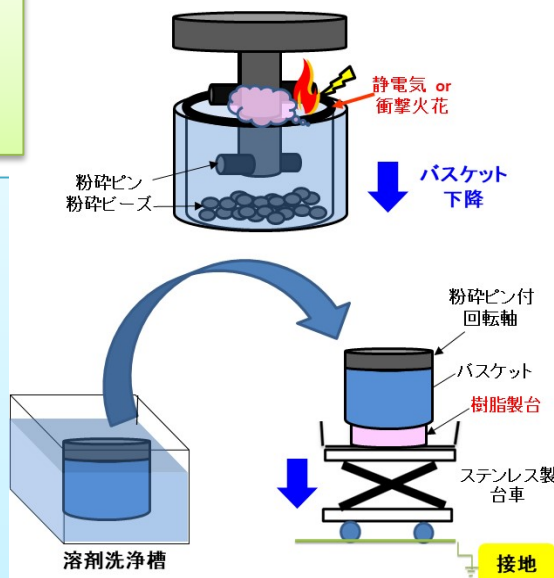 静電気 or
衝撃火花
粉砕ピン
粉砕ビーズ
バスケット
下降
粉砕ピン付
回転軸
バスケット
樹脂製台
ステンレス製
台車
溶剤洗浄槽
接地